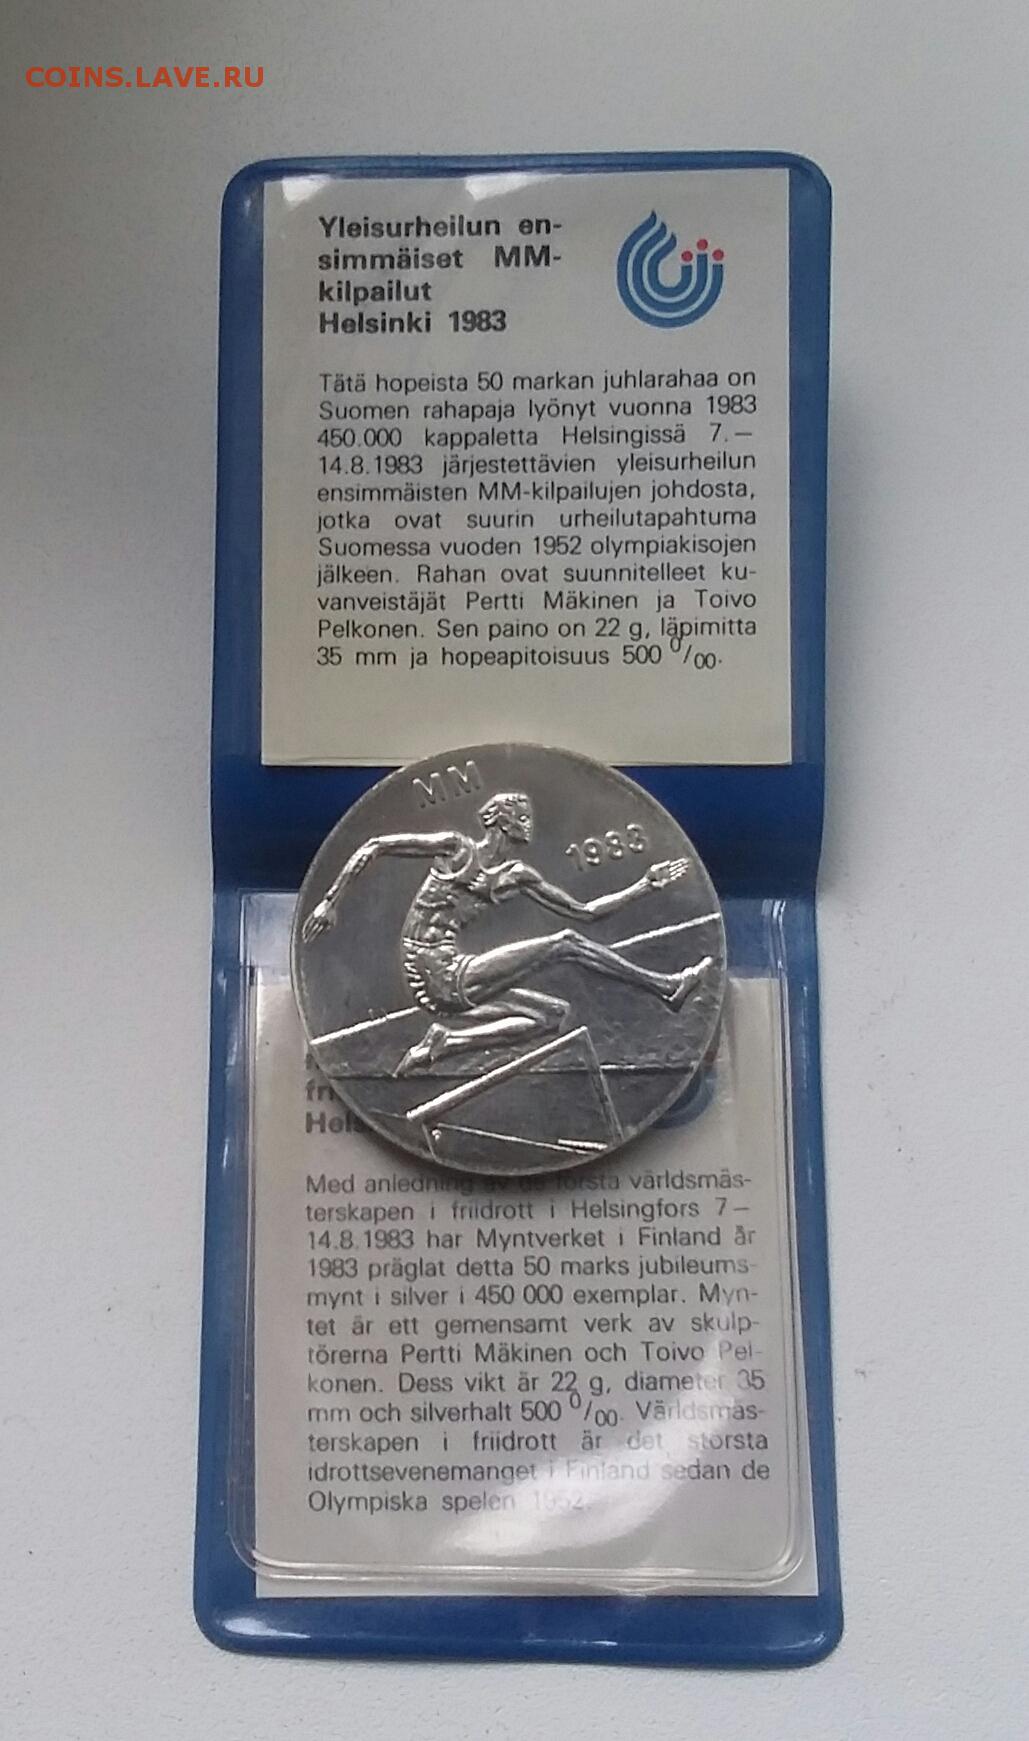 COINS.LAVE.RU
Yleisurheilun en-
simmäiset MM-
kilpailut
Helsinki 1983
Tätä hopeista 50 markan juhlarahaa on
Suomen rahapaja lyönyt vuonna 1983
450.000 kappaletta Helsingissä 7.—
14.8.1983 järjestettävien yleisurheilun
ensimmäisten MM-kilpailujen johdosta,
jotka ovat suurin urheilutapahtuma
Suomessa vuoden 1952 olympiakisojen
jälkeen. Rahan ovat suunnitelleet ku-
vanveistäjät Pertti Mäkinen ja Toivo
Pelkonen. Sen paino on 22 g, läpimitta
35 mm ja hopeapitoisuus 500 0/00.
MM
1983
Med anledning av de första världsmäs-
terskapen i friidrott i Helsingfors 7—
14.8.1983 har Myntverket i Finland år
1983 präglat detta 50 marks jubileums-
mynt i silver i 450 000 exemplar. Myn-
tet är ett gemensamt verk av skulp-
törerna Pertti Mäkinen och Toivo Pel-
konen. Dess vikt är 22 g, diameter 35
mm och silverhalt 500 0/00. Världsmäs-
terskapen i friidrott är det största
idrottsevenemanget i Finland sedan de
Olympiska spelen 1952.